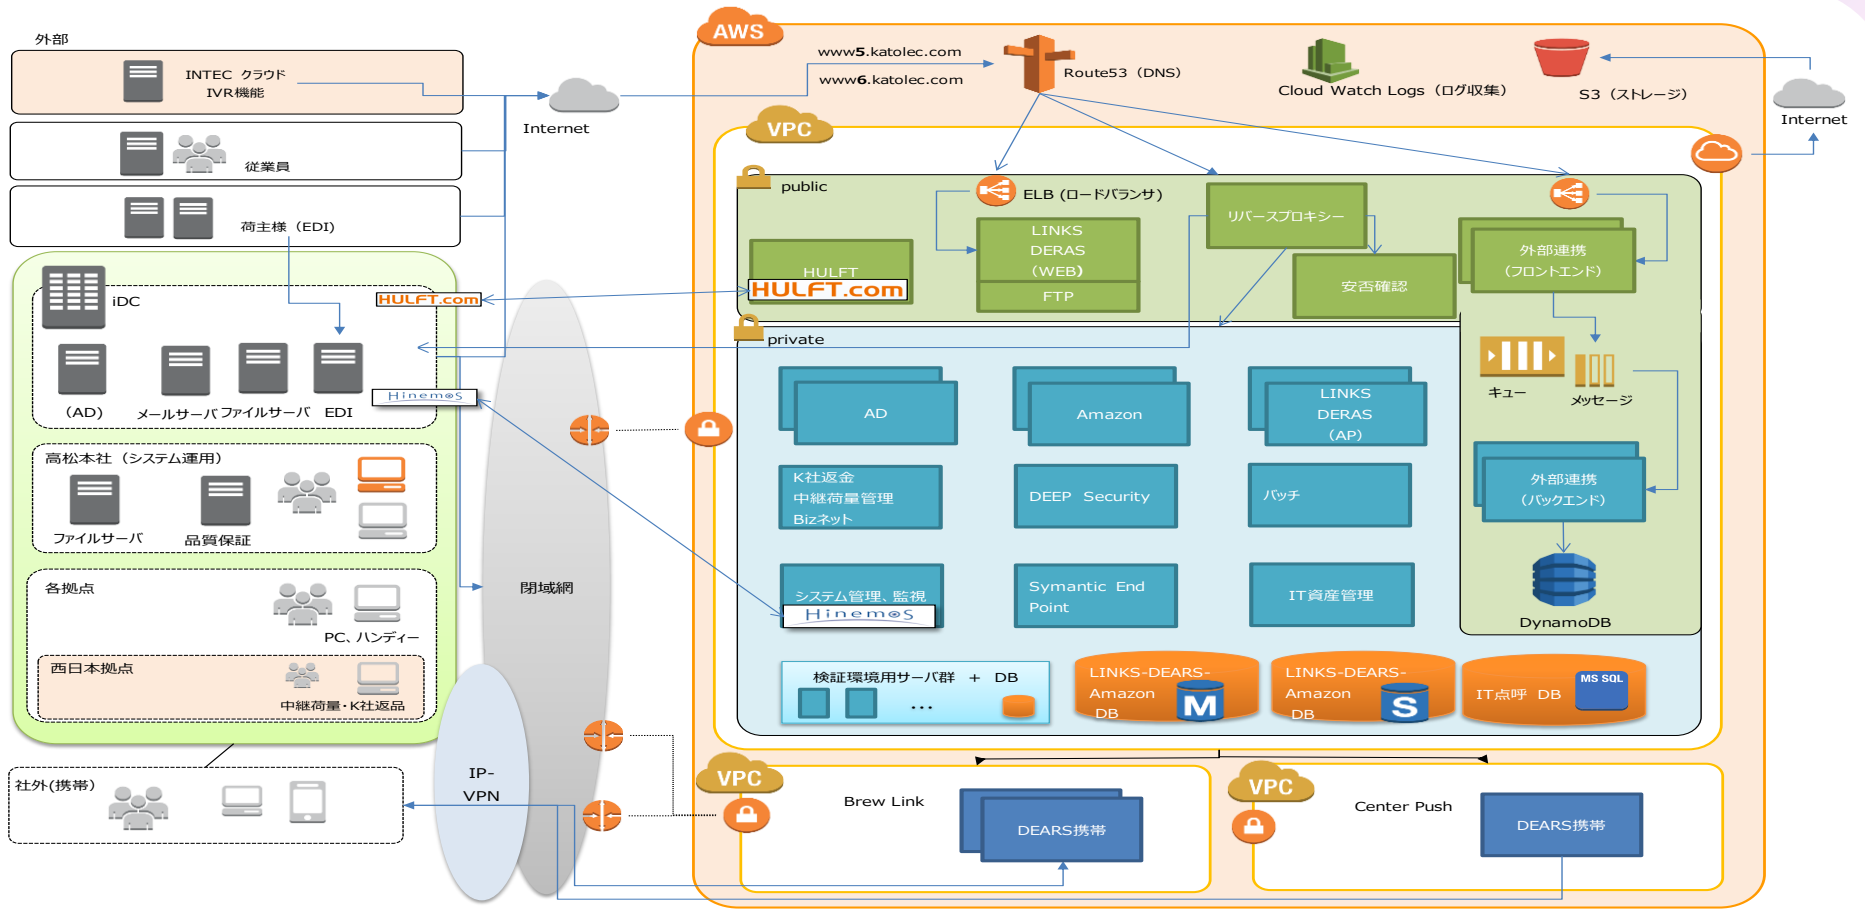 外部
INTEC クラウド
IVR機能
従業員
荷主様（EDI）
Internet
iDC
HULFT.com
（AD）
メールサーバ
ファイルサーバ
EDI
Hinemos
高松本社（システム運用）
ファイルサーバ
品質保証
各拠点
PC、ハンディー
西日本拠点
中継荷量・K社返品
社外(携帯)
閉域網
IP-
VPN
AWS
www5.katolec.com
www6.katolec.com
Route53（DNS）
Cloud Watch Logs（ログ収集）
S3（ストレージ）
Internet
VPC
public
ELB (ロードバランサ)
HULFT
HULFT.com
LINKS
DERAS
（WEB）
FTP
リバースプロキシー
安否確認
外部連携
（フロントエンド）
private
キュー
メッセージ
AD
Amazon
LINKS
DERAS
（AP）
K社返金
中継荷量管理
Bizネット
DEEP Security
バッチ
外部連携
（バックエンド）
システム管理、監視
Hinemos
Symantic End
Point
IT資産管理
DynamoDB
検証環境用サーバ群 ＋ DB
...
LINKS-DEARS-
Amazon
DB
M
LINKS-DEARS-
Amazon
DB
S
IT点呼 DB
MS SQL
VPC
Brew Link
DEARS携帯
VPC
Center Push
DEARS携帯